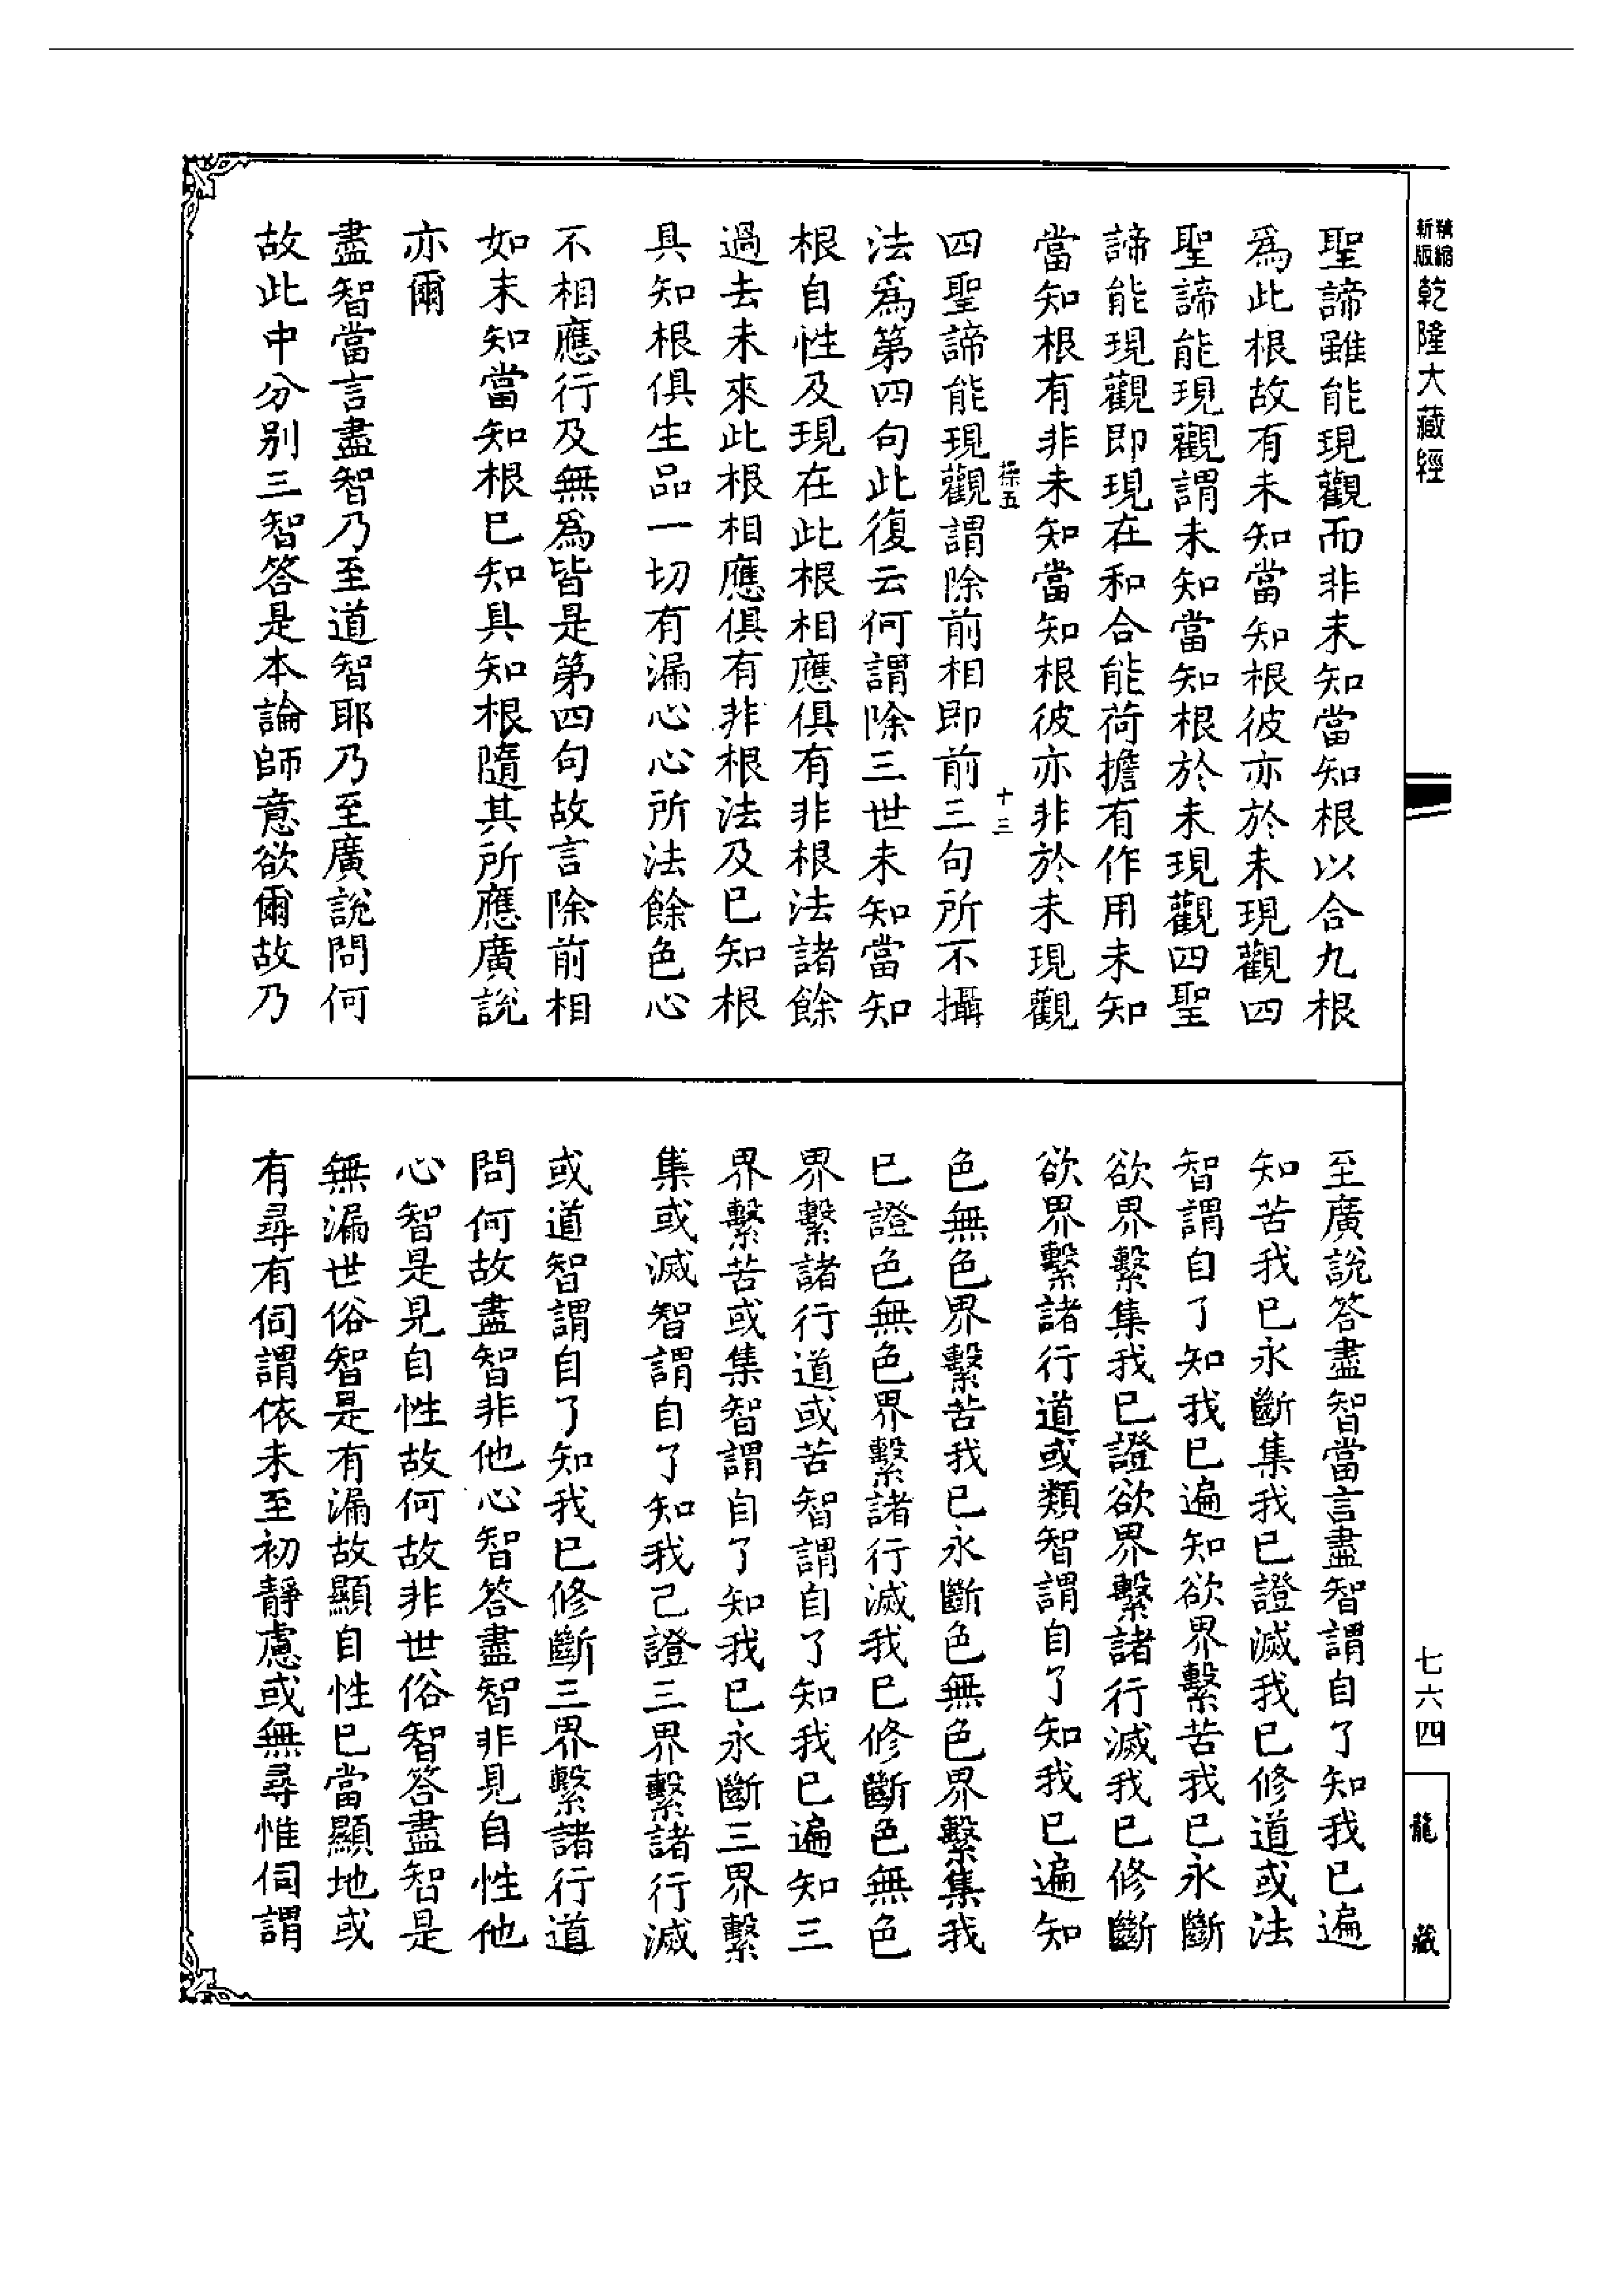 新版精縮
乾隆大藏經
七六四
龍藏
聖諦雖能現觀而非未知當知根以合九根
爲此根故有未知當知根彼亦於未現觀四
聖諦能現觀謂未知當知根於未現觀四聖
諦能現觀即現在和合能荷擔有作用未知
當知根有非未知當知根彼亦非於未現觀
十三
四聖諦能現觀謂除前相即前三句所不攝
法爲第四句此復云何謂除三世未知當知
根自性及現在此根相應俱有非根法諸餘
過去未來此根相應俱有非根法及已知根
具知根俱生品一切有漏心心所法餘色心
不相應行及無爲皆是第四句故言除前相
如未知當知根已知具知根隨其所應廣說
亦爾
盡智當言盡智乃至道智耶乃至廣說問何
故此中分別三智答是本論師意欲爾故乃
至廣說答盡智當言盡智謂自了知我已遍
知苦我已永斷集我已證滅我已修道或法
智謂自了知我已遍知欲界繫苦我已永斷
欲界繫集我已證欲界繫諸行滅我已修斷
欲界繫諸行道或類智謂自了知我已遍知
色無色界繫苦我已永斷色無色界繫集我
已證色無色界繫諸行滅我已修斷色無色
界繫諸行道或苦智謂自了知我已遍知三
界繫苦或集智謂自了知我已永斷三界繫
集或滅智謂自了知我已證三界繫諸行滅
或道智謂自了知我已修斷三界繫諸行道
問何故盡智非他心智答盡智非見自性他
心智是見自性故何故非世俗智答盡智是
無漏世俗智是有漏故顯自性已當顯地或
有尋有伺謂依未至初靜慮或無尋惟伺謂